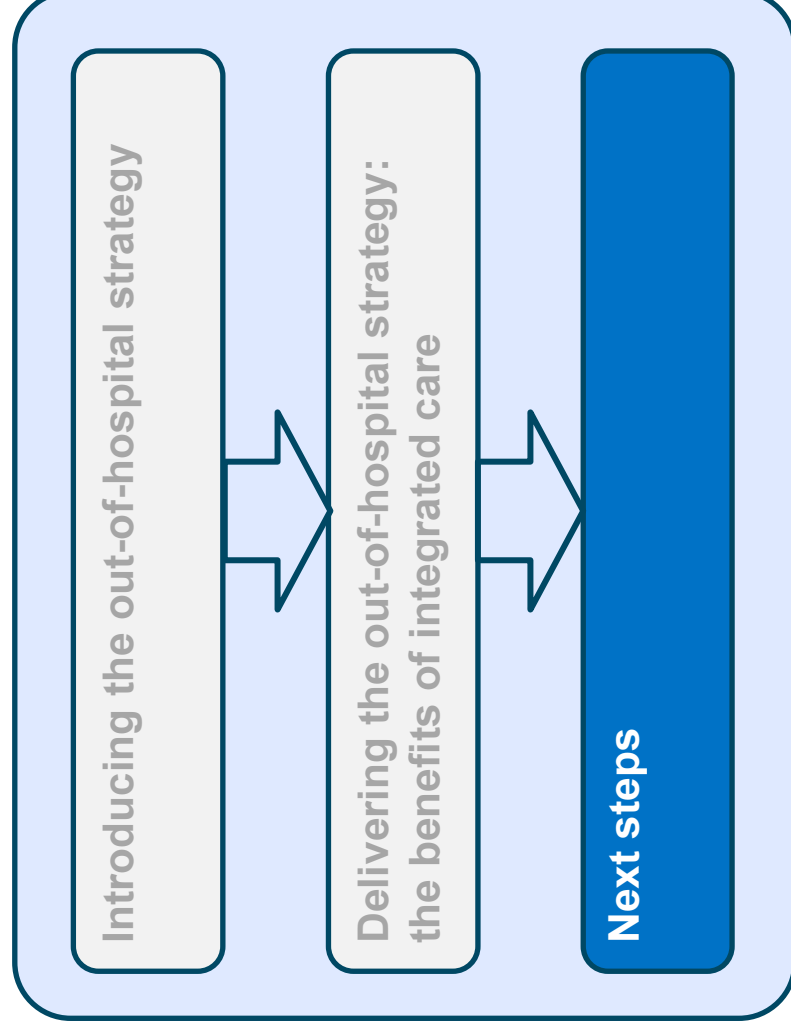 Introducing the out-of-hospital strategy
Delivering the out-of-hospital strategy:
the benefits of integrated care
Next steps